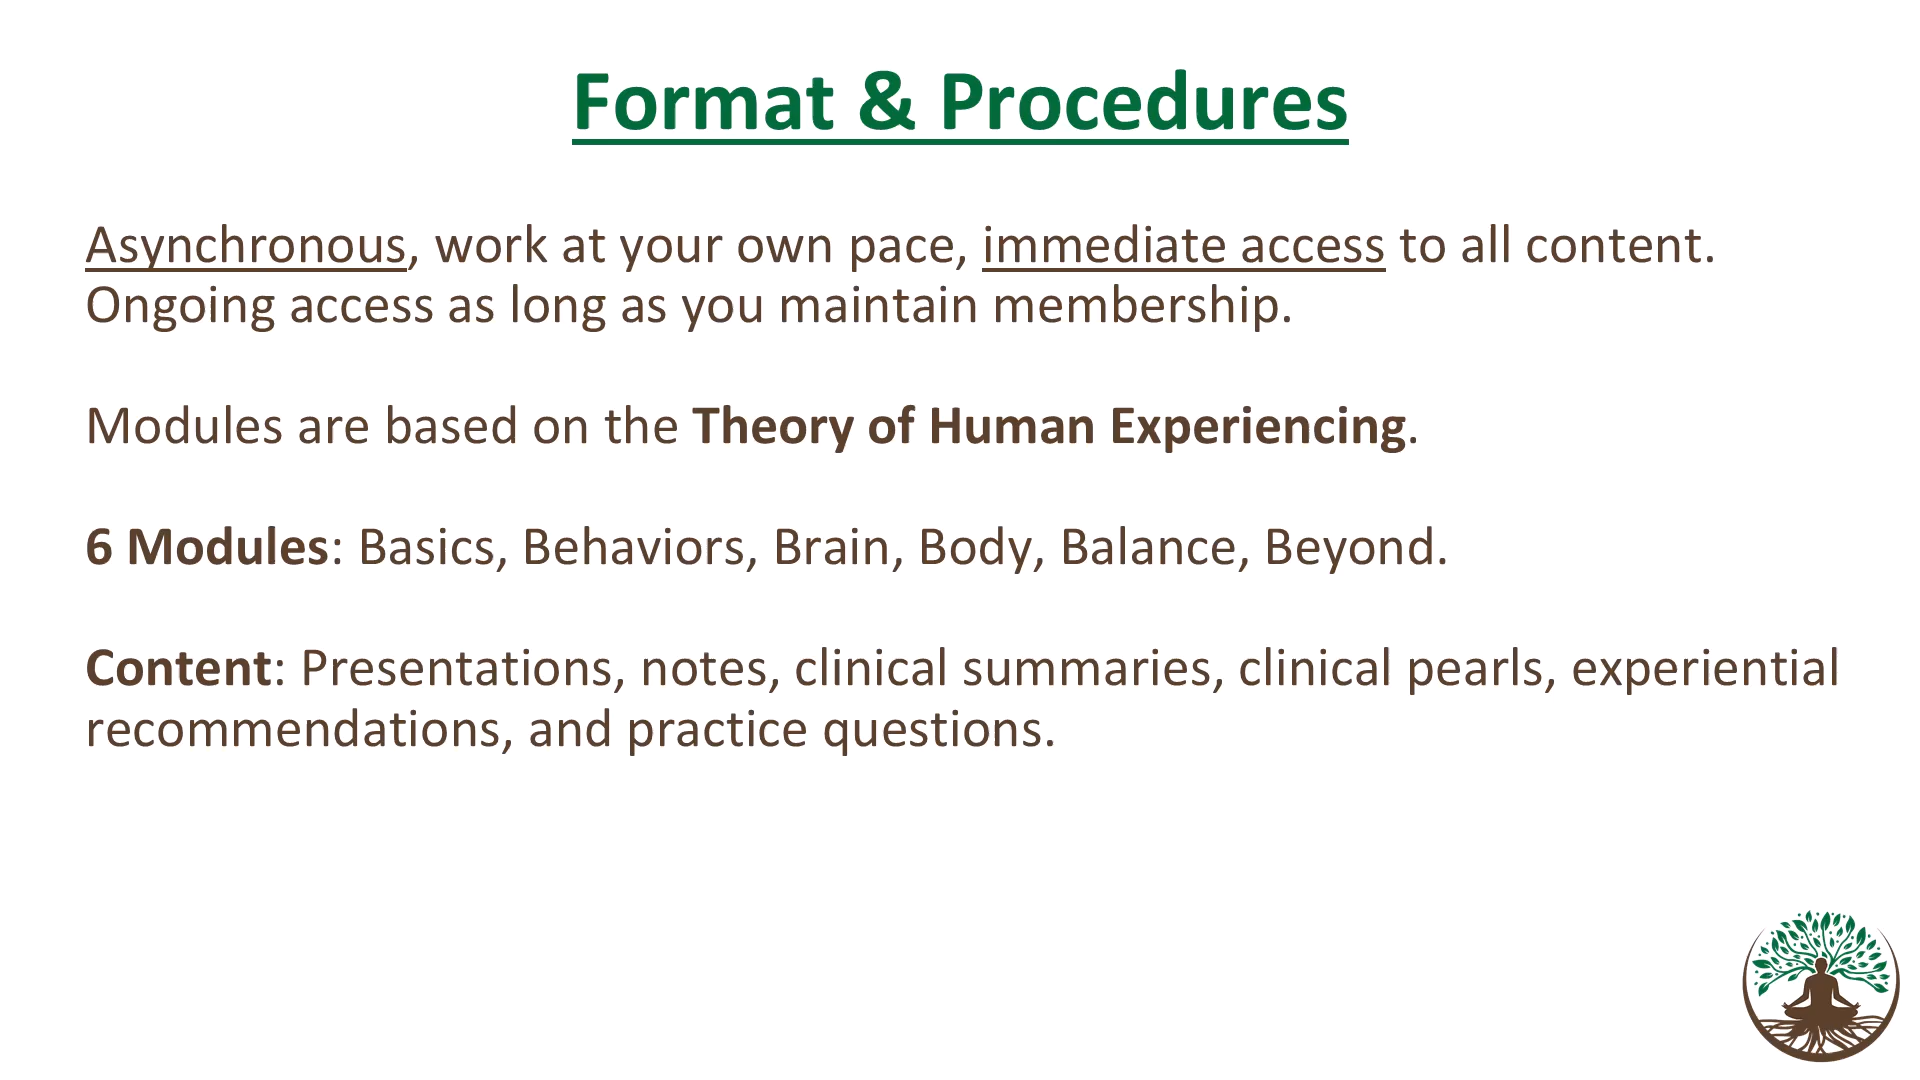 Format & Procedures
Asynchronous, work at your own pace, immediate access to all content.
Ongoing access as long as you maintain membership.
Modules are based on the Theory of Human Experiencing.
6 Modules: Basics, Behaviors, Brain, Body, Balance, Beyond.
Content: Presentations, notes, clinical summaries, clinical pearls, experiential
recommendations, and practice questions.